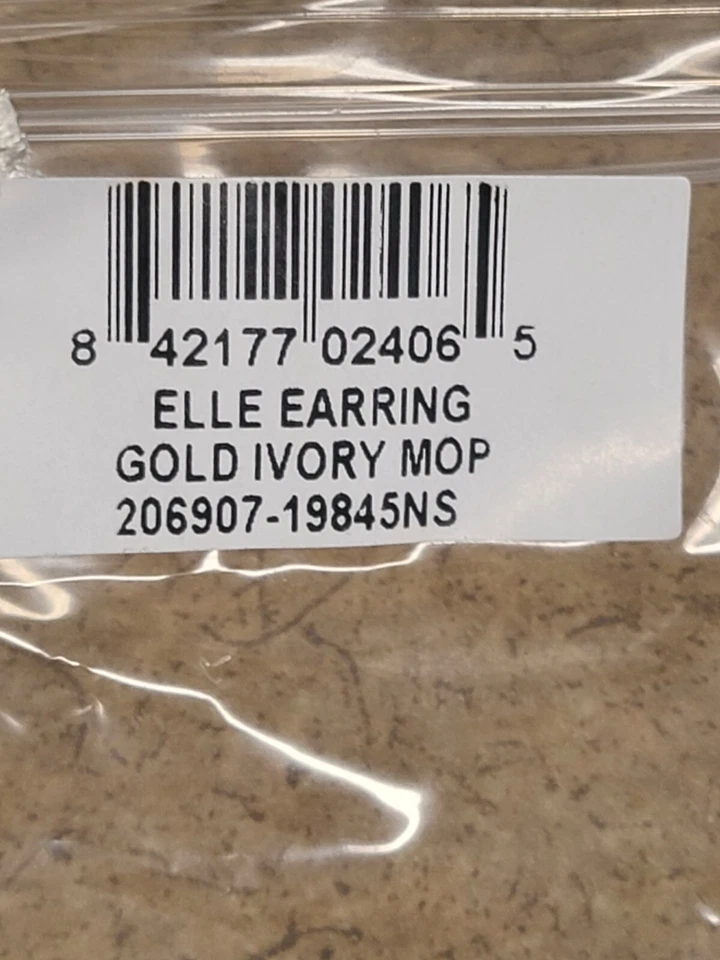 8 42177 02406 5
ELLE EARRING
GOLD IVORY MOP
206907-19845NS